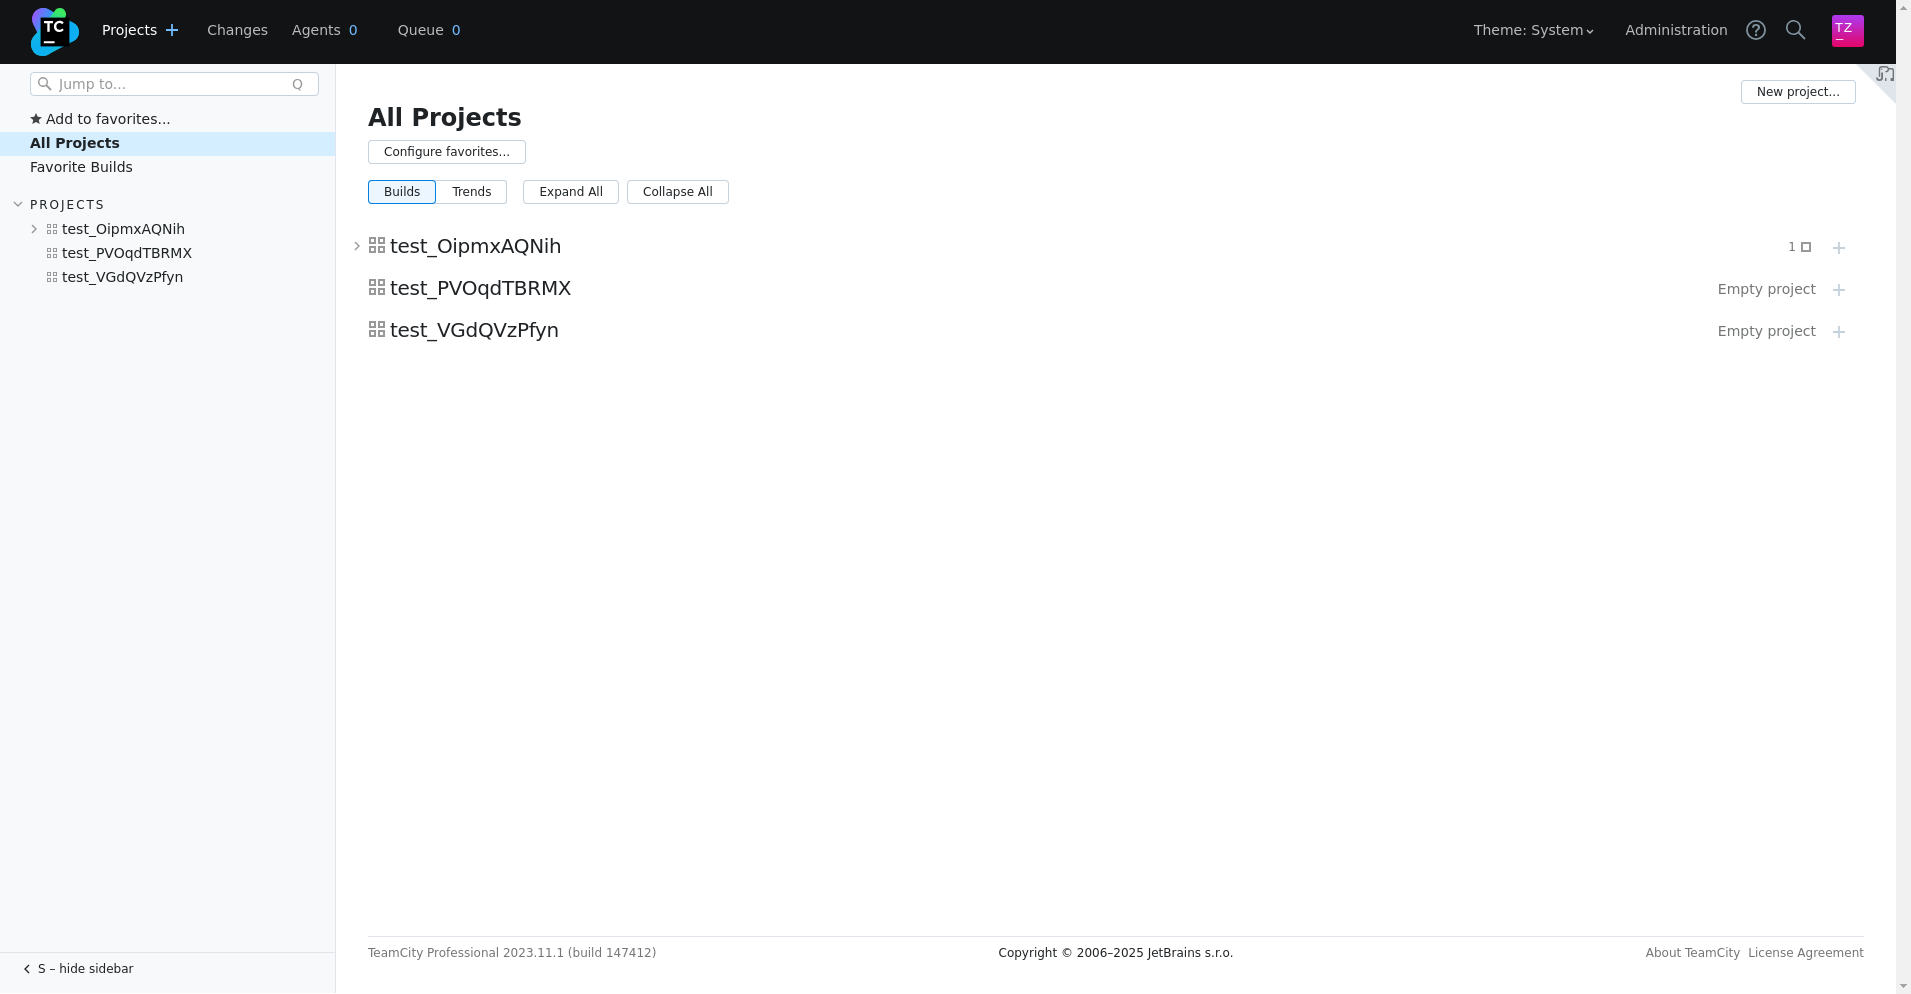 TC
Projects
Changes
Agents 0
Queue 0
Theme: System
Administration
TZ
Jump to...
Q
Add to favorites...
All Projects
Favorite Builds
PROJECTS
test_OipmxAQNih
test_PVOqdTBRMX
test_VGdQVzPfyn
S – hide sidebar
New project...
All Projects
Configure favorites...
Builds Trends Expand All Collapse All
test_OipmxAQNih 1
test_PVOqdTBRMX Empty project
test_VGdQVzPfyn Empty project
TeamCity Professional 2023.11.1 (build 147412) Copyright © 2006–2025 JetBrains s.r.o. About TeamCity License Agreement